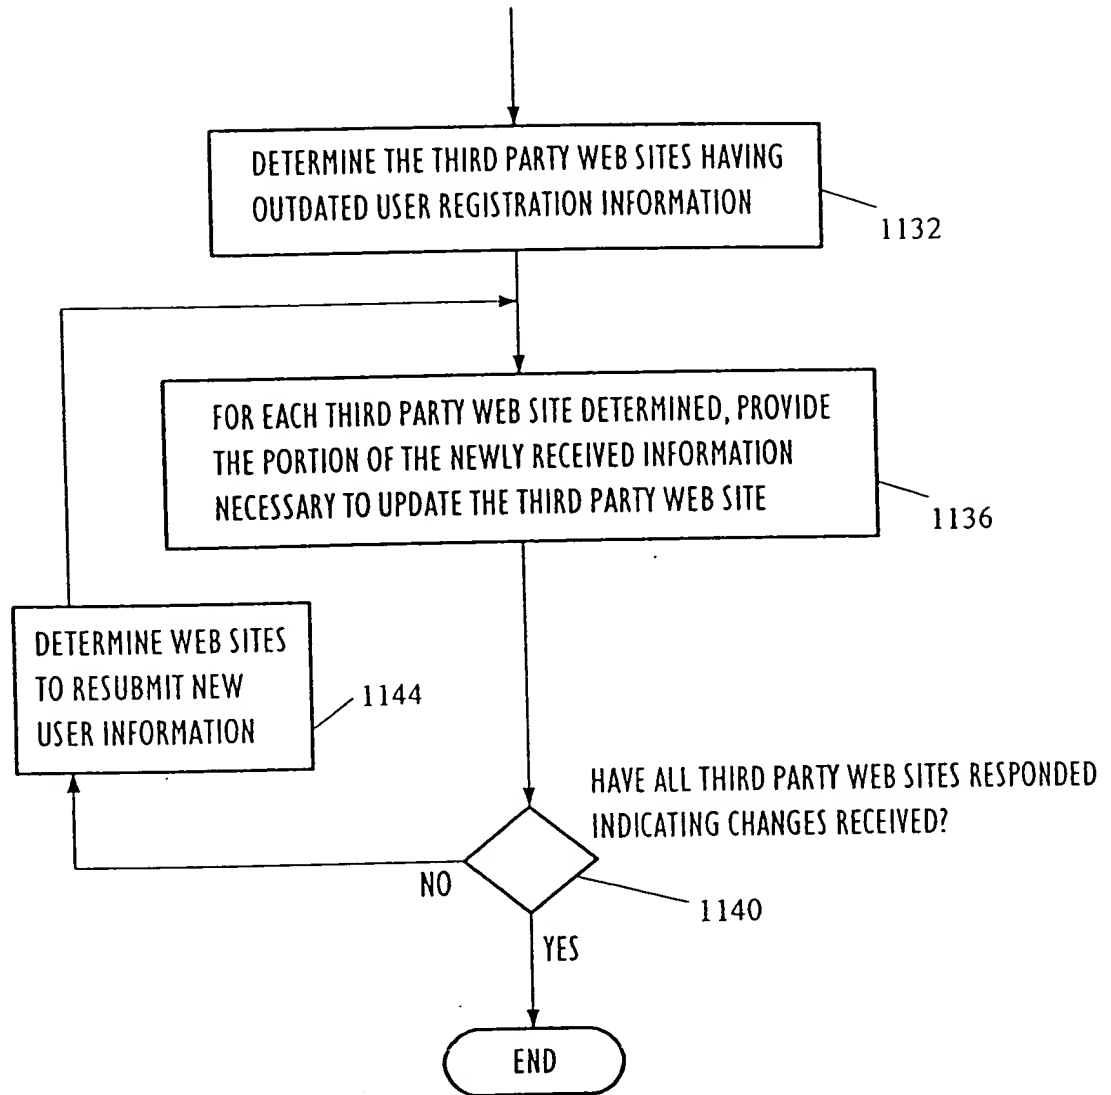 DETERMINE THE THIRD PARTY WEB SITES HAVING
OUTDATED USER REGISTRATION INFORMATION
1132
FOR EACH THIRD PARTY WEB SITE DETERMINED, PROVIDE
THE PORTION OF THE NEWLY RECEIVED INFORMATION
NECESSARY TO UPDATE THE THIRD PARTY WEB SITE
1136
DETERMINE WEB SITES
TO RESUBMIT NEW
USER INFORMATION
1144
HAVE ALL THIRD PARTY WEB SITES RESPONDED
INDICATING CHANGES RECEIVED?
NO
1140
YES
END